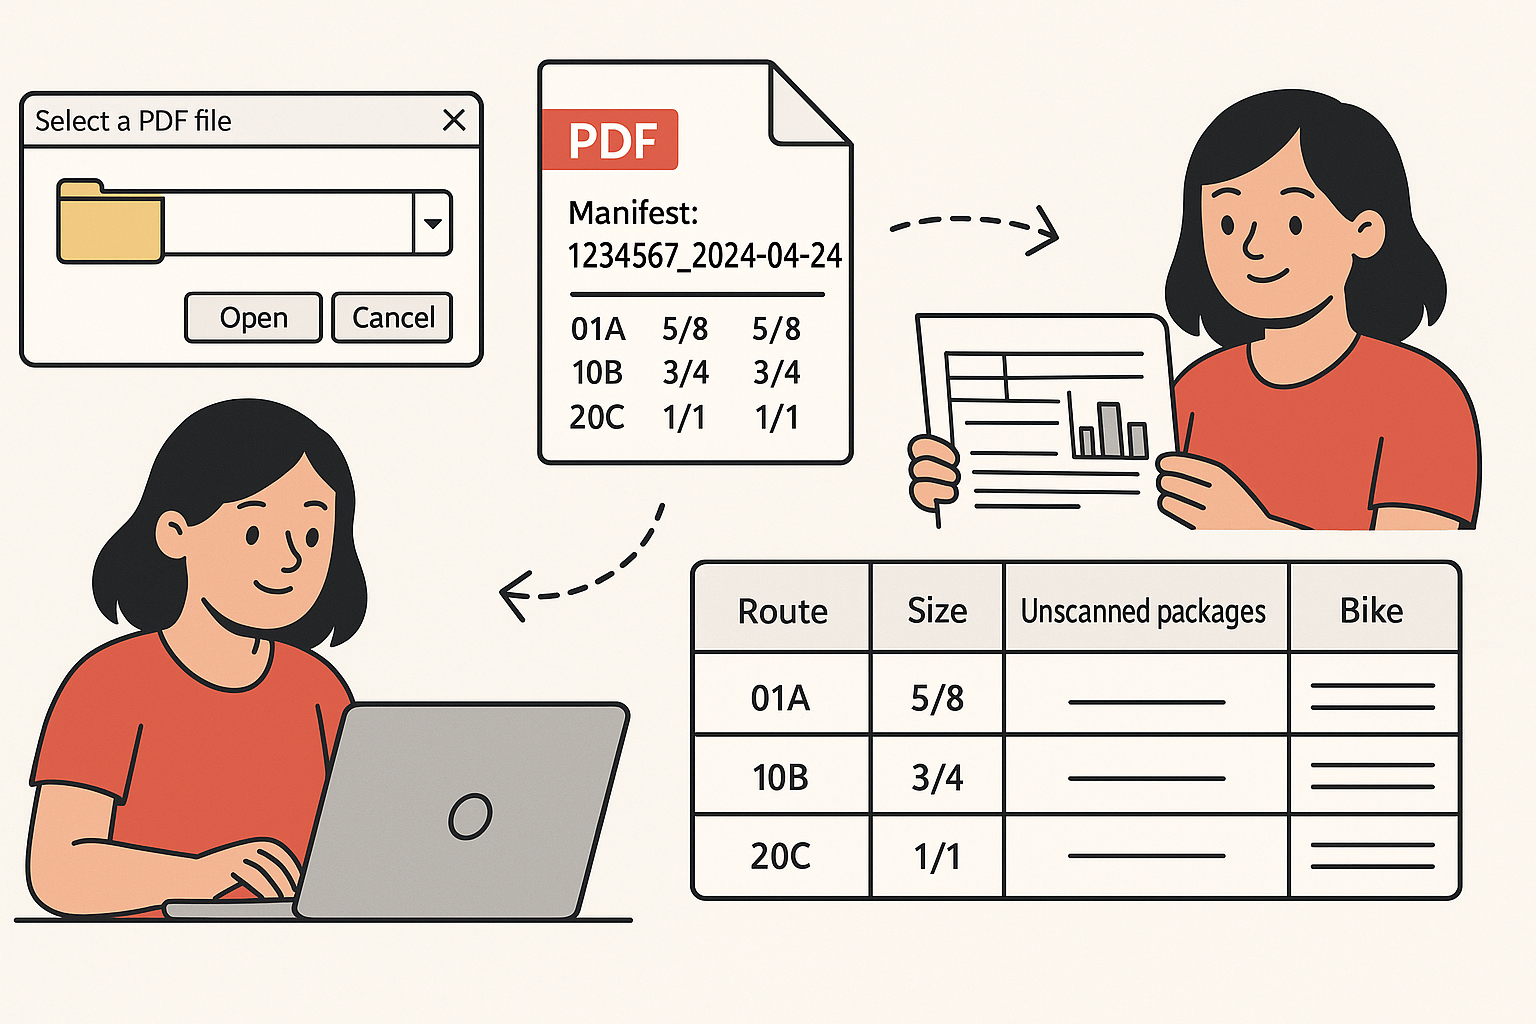 Select a PDF file
Open Cancel
PDF
Manifest:
1234567_2024-04-24
01A 5/8 5/8
10B 3/4 3/4
20C 1/1 1/1
Route Size Unscanned packages Bike
01A 5/8
10B 3/4
20C 1/1